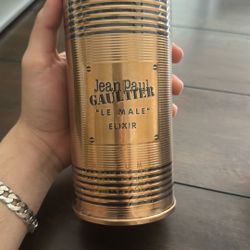 Jean Paul
GAULTIER
"LE MALE"
ELIXIR